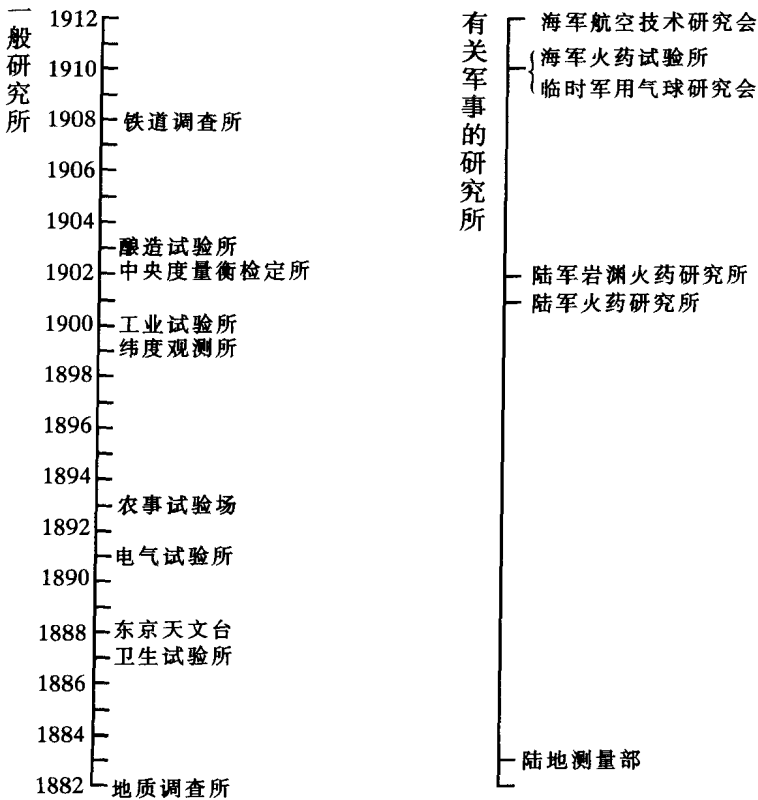 一般研究所
1912
1910
1908 铁道调查所
1906
1904
酿造试验所
1902 中央度量衡检定所
1900 工业试验所
纬度观测所
1898
1896
1894
农事试验场
1892
电气试验所
1890
1888 东京天文台
卫生试验所
1886
1884
1882 地质调查所
有关军事的研究所
海军航空技术研究会
海军火药试验所
临时军用气球研究会
陆军岩渊火药研究所
陆军火药研究所
陆地测量部